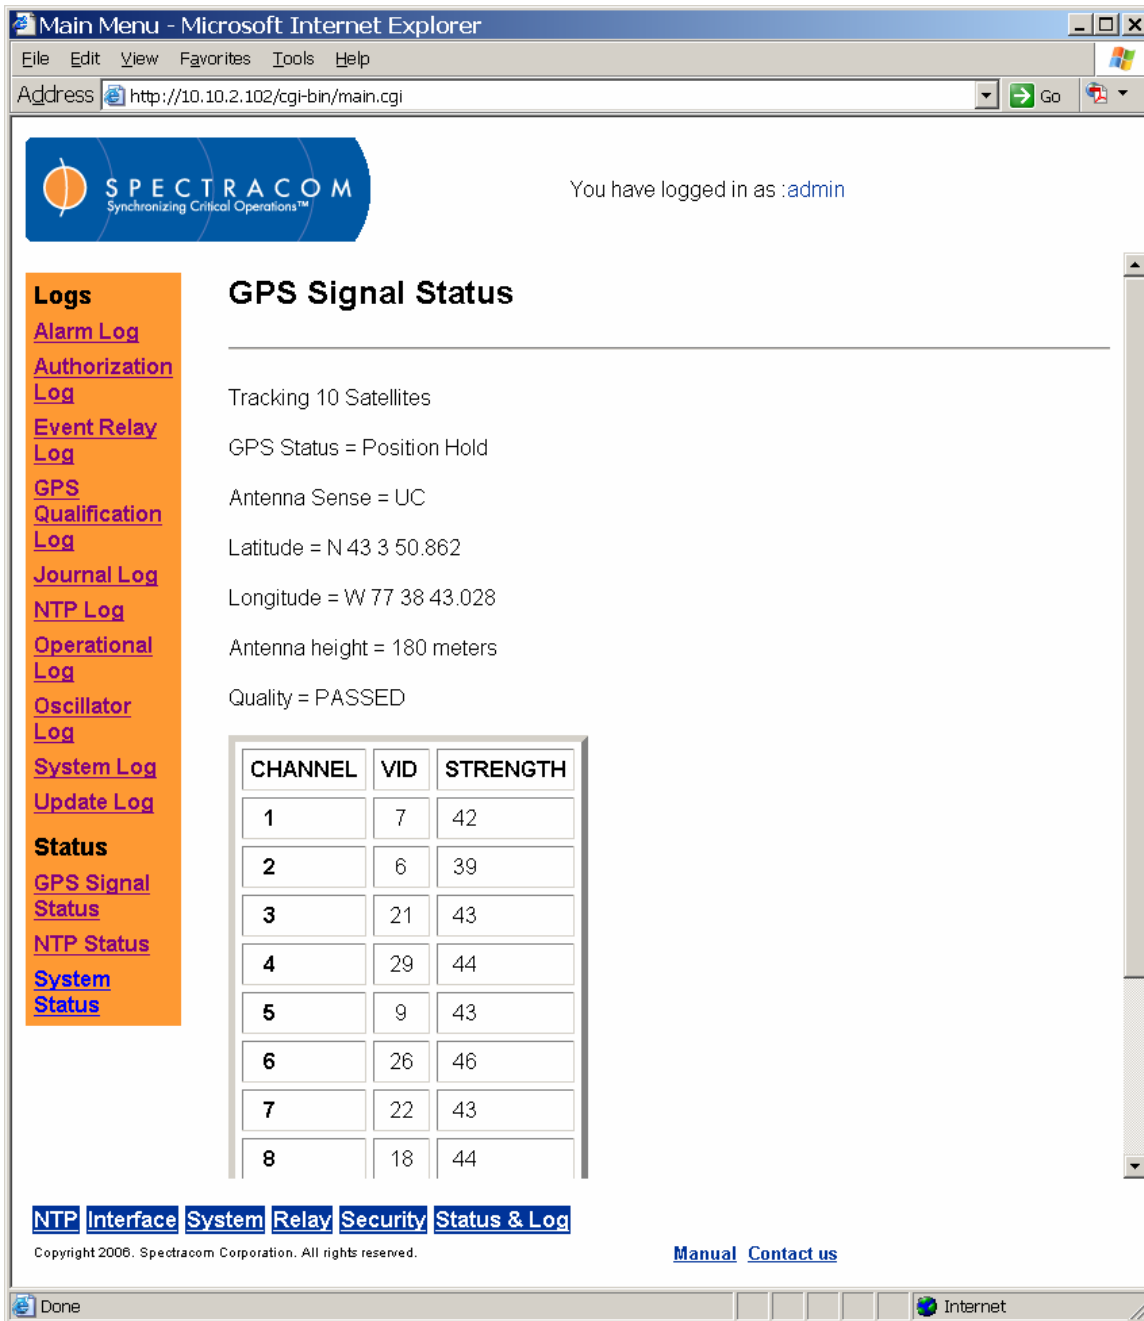 Main Menu - Microsoft Internet Explorer
File Edit View Favorites Tools Help
Address http://10.10.2.102/cgi-bin/main.cgi Go
SPECTRACOM
Synchronizing Critical Operations™
You have logged in as :admin
Logs
Alarm Log
Authorization
Log
Event Relay
Log
GPS
Qualification
Log
Journal Log
NTP Log
Operational
Log
Oscillator
Log
System Log
Update Log
Status
GPS Signal
Status
NTP Status
System
Status
GPS Signal Status
Tracking 10 Satellites
GPS Status = Position Hold
Antenna Sense = UC
Latitude = N 43 3 50.862
Longitude = W 77 38 43.028
Antenna height = 180 meters
Quality = PASSED
CHANNEL VID STRENGTH
1 7 42
2 6 39
3 21 43
4 29 44
5 9 43
6 26 46
7 22 43
8 18 44
NTP Interface System Relay Security Status & Log
Copyright 2006. Spectracom Corporation. All rights reserved.
Manual Contact us
Done Internet